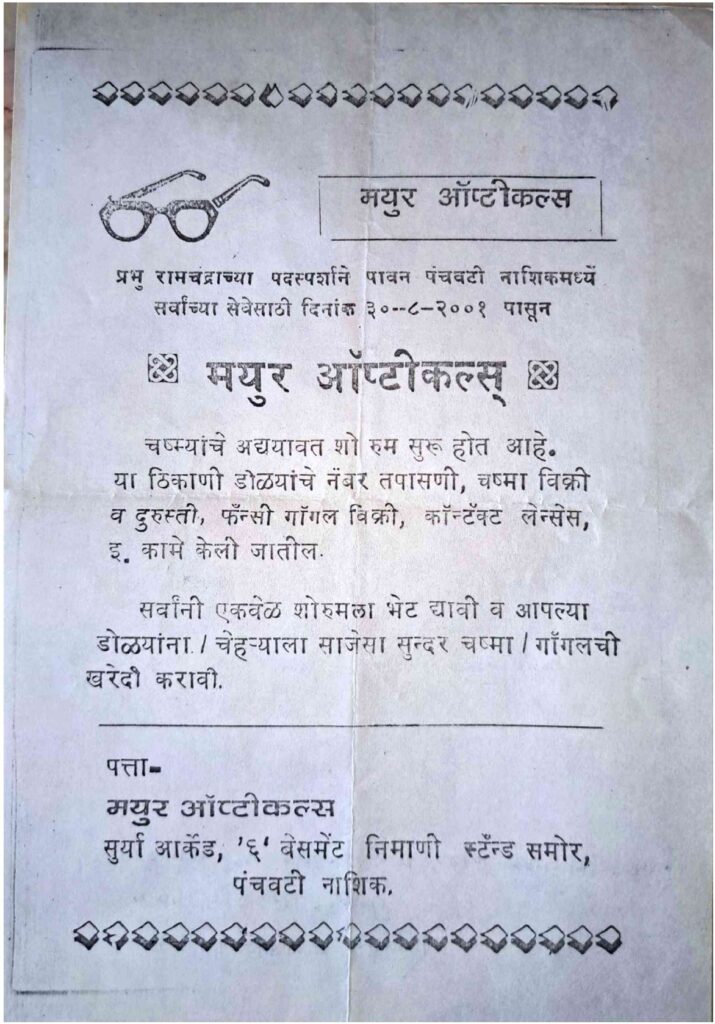 मयुर ऑप्टीकल्स
प्रभु रामचंद्राच्या पदस्पर्शाने पावन पंचवटी नाशिकमध्यें
सर्वांच्या सेवेसाठी दिनांक ३०--८-२००१ पासून
मयुर ऑप्टीकल्स्
चष्म्यांचे अद्ययावत शो रुम सुरू होत आहे.
या ठिकाणी डोळयांचे नंबर तपासणी, चष्मा विक्री
व दुरुस्ती, फॅन्सी गॉगल विक्री, कॉन्टॅक्ट लेन्सेस,
इ. कामे केली जातील.
सर्वांनी एकवेळ शोरुमला भेट द्यावी व आपल्या
डोळयांना / चेहऱ्याला साजेसा सुन्दर चष्मा / गॉगलची
खरेदी करावी.
पत्ता-
मयुर ऑप्टीकल्स
सुर्या आर्केड, '६' बेसमेंट निमाणी स्टॅन्ड समोर,
पंचवटी नाशिक.